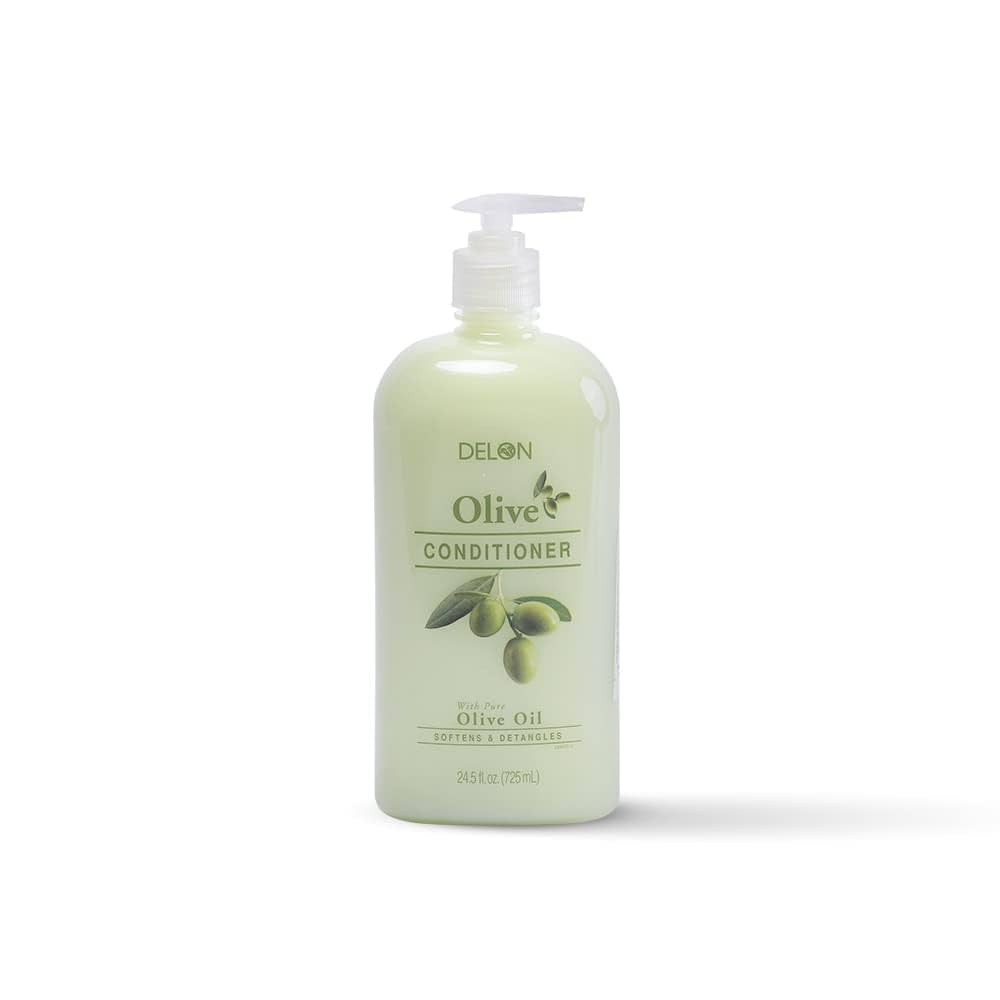 DELON
Olive
CONDITIONER
With Pure
Olive Oil
SOFTENS & DETANGLES
24.5 fl. oz. (725 mL)